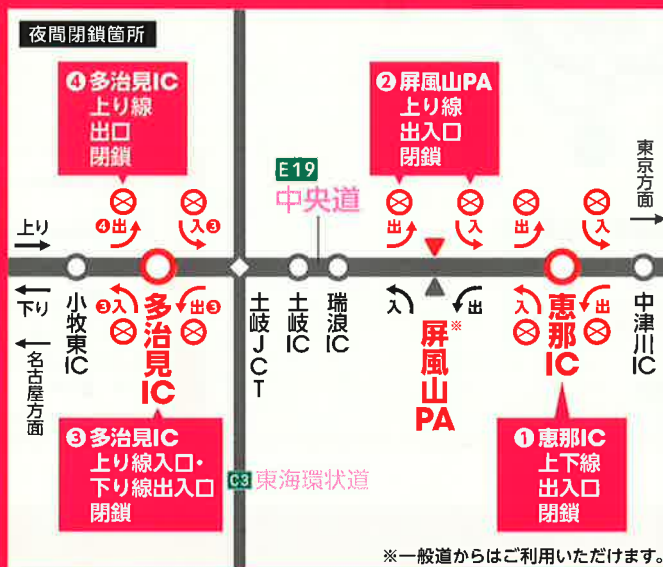 夜間閉鎖箇所
❹多治見IC
上り線
出口
閉鎖
❷屏風山PA
上り線
出入口
閉鎖
E19
中央道
東京方面
❹出
入❸
出
入
出
入
上り
下り
❸入
出❸
入
出
入
出
名古屋方面
小牧東IC
多治見IC
土岐JCT
土岐IC
瑞浪IC
屏風山PA※
恵那IC
中津川IC
❸多治見IC
上り線入口・
下り線出入口
閉鎖
C3 東海環状道
❶恵那IC
上下線
出入口
閉鎖
※一般道からはご利用いただけます。